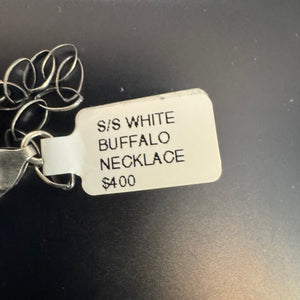 S/S WHITE
BUFFALO
NECKLACE
$400